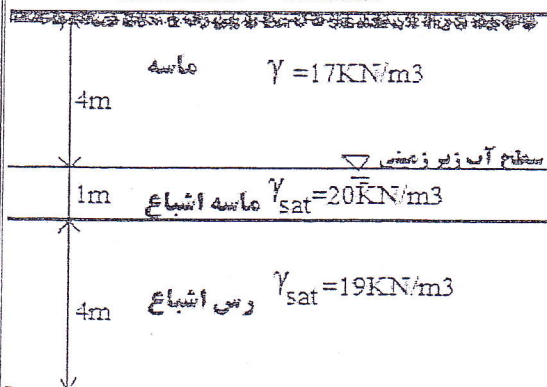 ماسه γ =17KN/m3
4m
سطح آب زیر زمینی
1m ماسه اشباع γsat=20KN/m3
4m رس اشباع γsat=19KN/m3